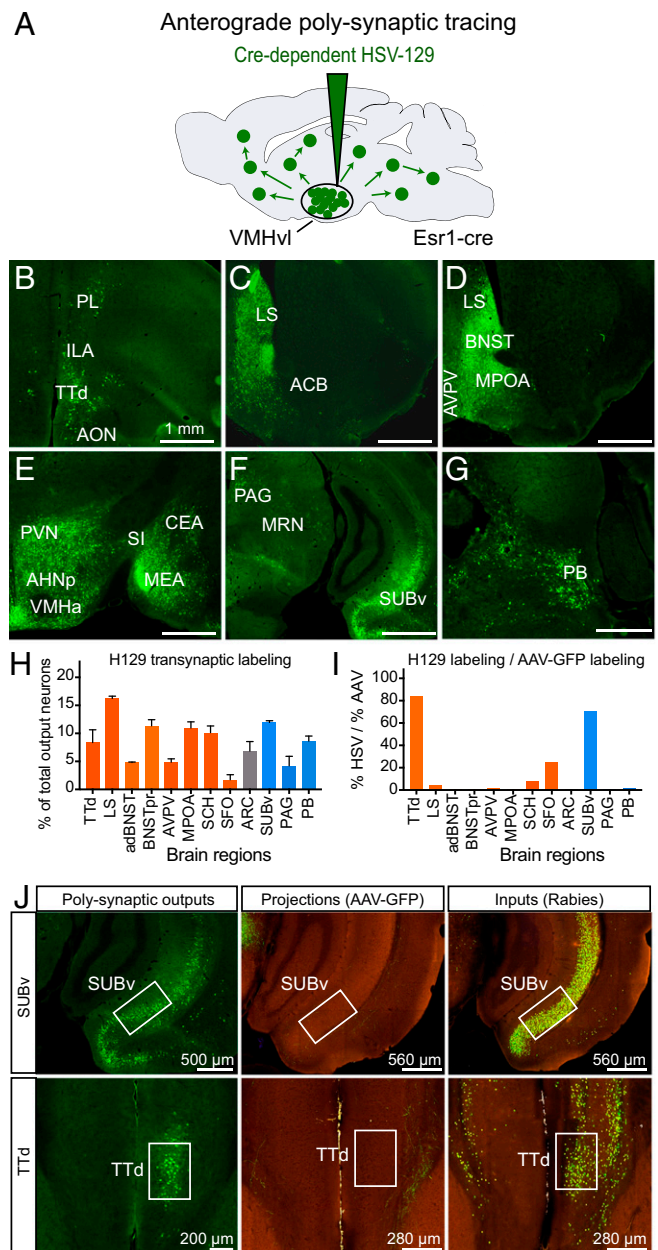 A
Anterograde poly-synaptic tracing
Cre-dependent HSV-129
VMHvl
Esr1-cre
B
PL
ILA
TTd
AON
1 mm
C
LS
ACB
D
LS
BNST
MPOA
AVPV
E
PVN
AHNp
VMHa
SI
CEA
MEA
F
PAG
MRN
SUBv
G
PB
H
H129 transynaptic labeling
% of total output neurons
20
15
10
5
0
TTd
LS
adBNST
BNSTpr
AVPV
MPOA
SCH
SFO
ARC
SUBv
PAG
PB
Brain regions
I
H129 labeling / AAV-GFP labeling
% HSV / % AAV
100
80
60
40
20
0
TTd
LS
adBNST
BNSTpr
AVPV
MPOA
SCH
SFO
ARC
SUBv
PAG
PB
Brain regions
J
Poly-synaptic outputs
Projections (AAV-GFP)
Inputs (Rabies)
SUBv
SUBv
500 µm
SUBv
560 µm
SUBv
560 µm
TTd
TTd
200 µm
TTd
280 µm
TTd
280 µm